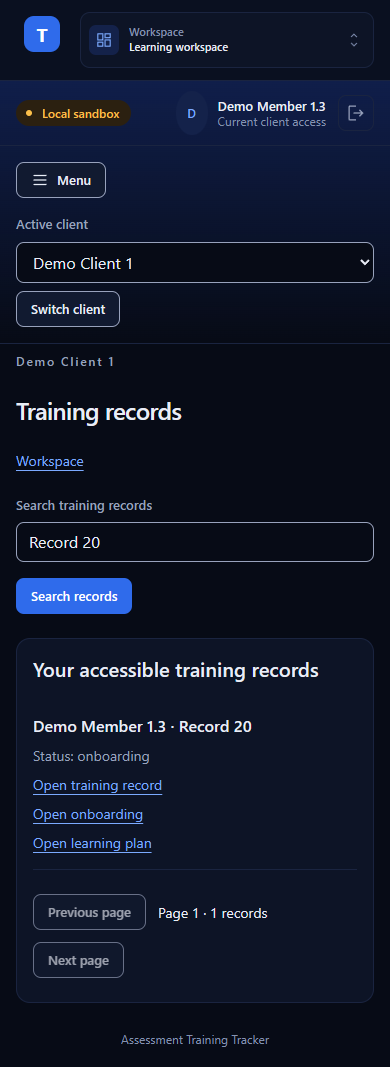 T
Workspace
Learning workspace
Local sandbox
D
Demo Member 1.3
Current client access
Menu
Active client
Demo Client 1
Switch client
Demo Client 1
Training records
Workspace
Search training records
Record 20
Search records
Your accessible training records
Demo Member 1.3 · Record 20
Status: onboarding
Open training record
Open onboarding
Open learning plan
Previous page
Page 1 · 1 records
Next page
Assessment Training Tracker